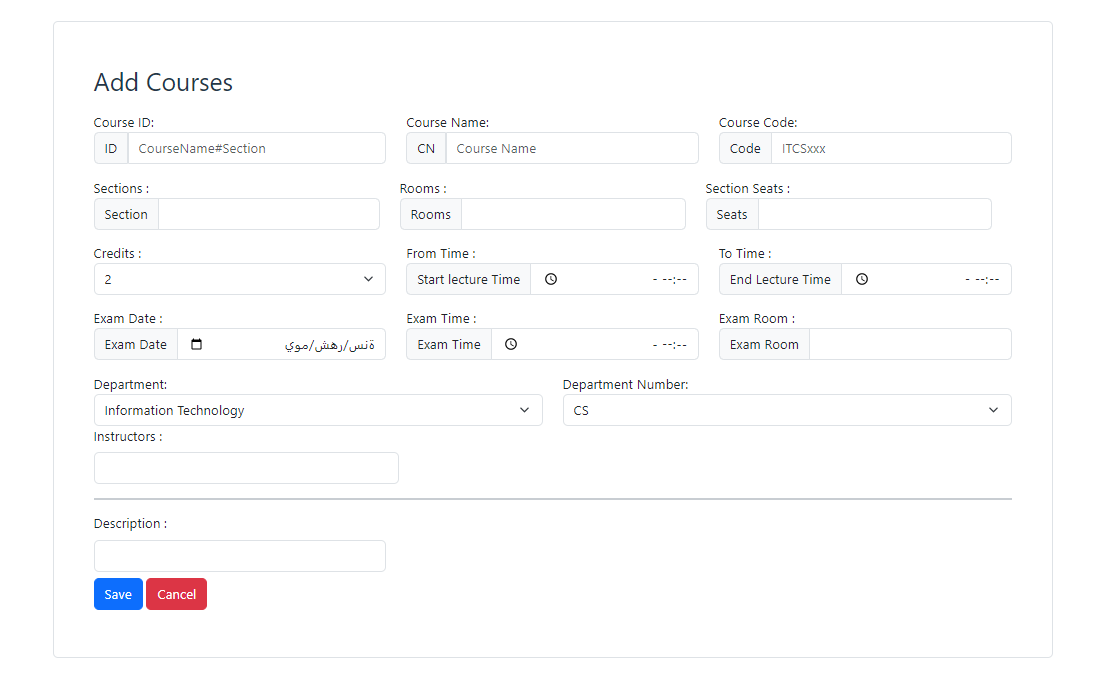 Add Courses
Course ID: Course Name: Course Code:
ID CourseName#Section CN Course Name Code ITCSxxx
Sections : Rooms : Section Seats :
Section Rooms Seats
Credits : From Time : To Time :
2 Start lecture Time - --:-- End Lecture Time - --:--
Exam Date : Exam Time : Exam Room :
Exam Date ةنس/رهش/موي Exam Time - --:-- Exam Room
Department: Department Number:
Information Technology CS
Instructors :
Description :
Save Cancel